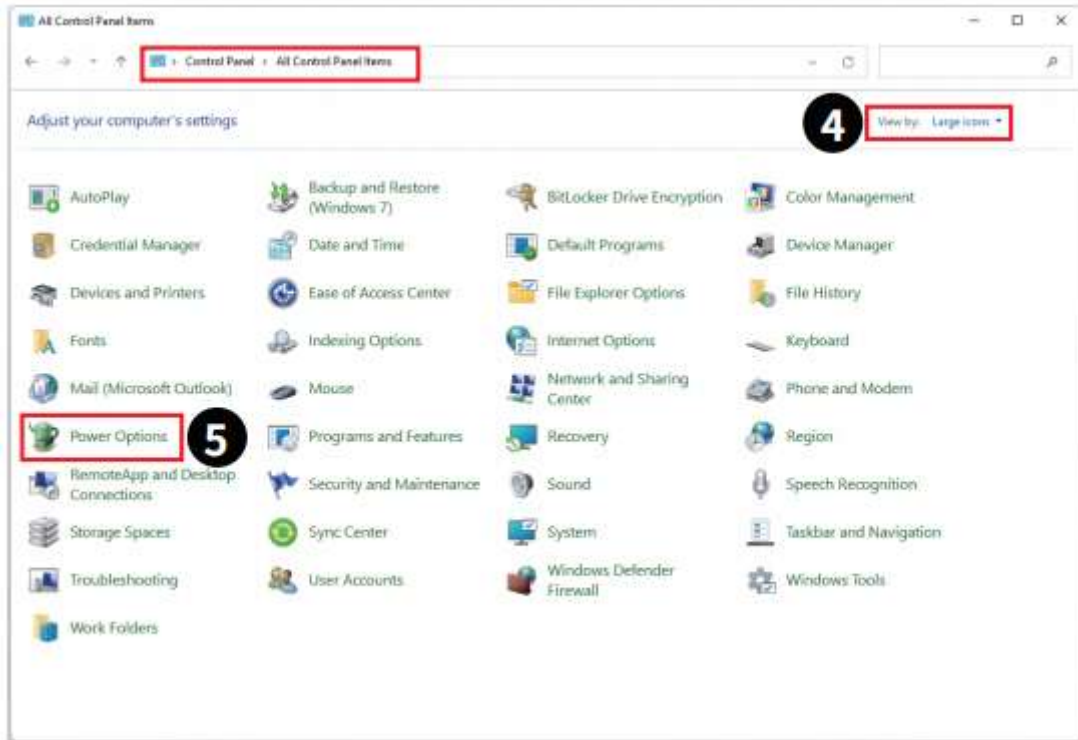 All Control Panel Items
Control Panel › All Control Panel Items
Adjust your computer's settings
4
View by: Large icons
AutoPlay
Backup and Restore
(Windows 7)
BitLocker Drive Encryption
Color Management
Credential Manager
Date and Time
Default Programs
Device Manager
Devices and Printers
Ease of Access Center
File Explorer Options
File History
Fonts
Indexing Options
Internet Options
Keyboard
Mail (Microsoft Outlook)
Mouse
Network and Sharing
Center
Phone and Modem
Power Options
5
Programs and Features
Recovery
Region
RemoteApp and Desktop
Connections
Security and Maintenance
Sound
Speech Recognition
Storage Spaces
Sync Center
System
Taskbar and Navigation
Troubleshooting
User Accounts
Windows Defender
Firewall
Windows Tools
Work Folders